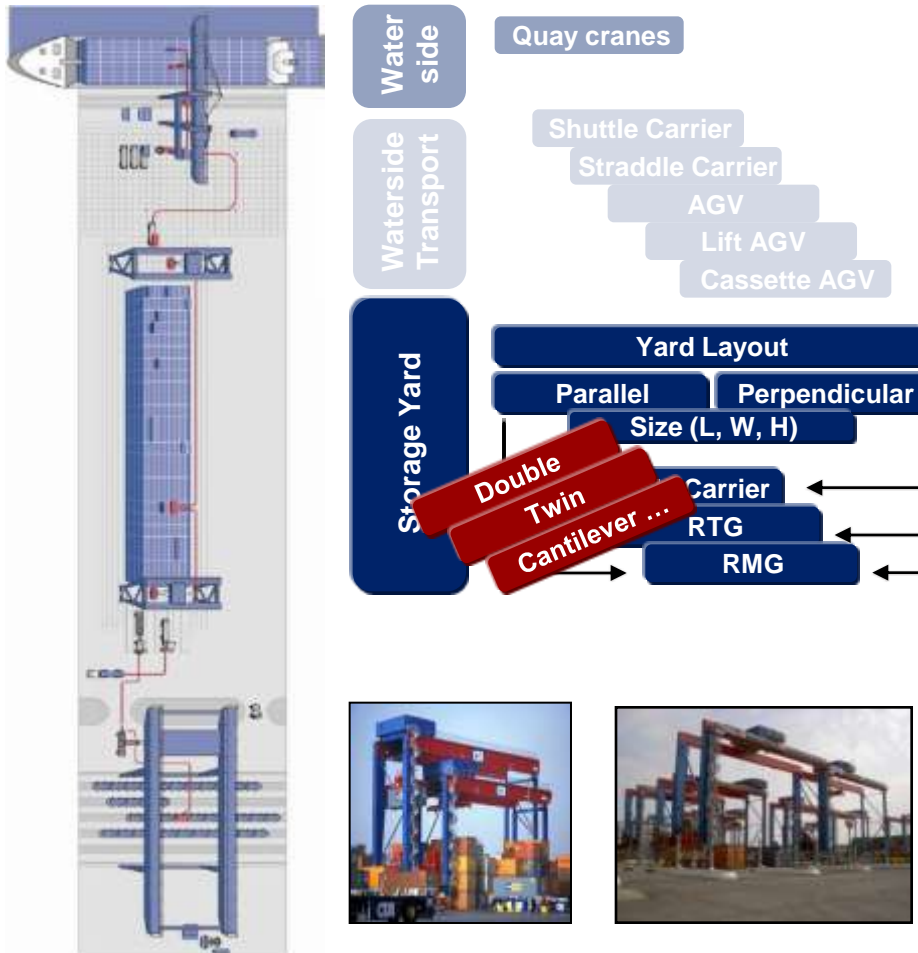 Water
side
Quay cranes
Waterside
Transport
Shuttle Carrier
Straddle Carrier
AGV
Lift AGV
Cassette AGV
Storage Yard
Yard Layout
Parallel
Perpendicular
Size (L, W, H)
Double
Twin
Cantilever ...
Carrier
RTG
RMG